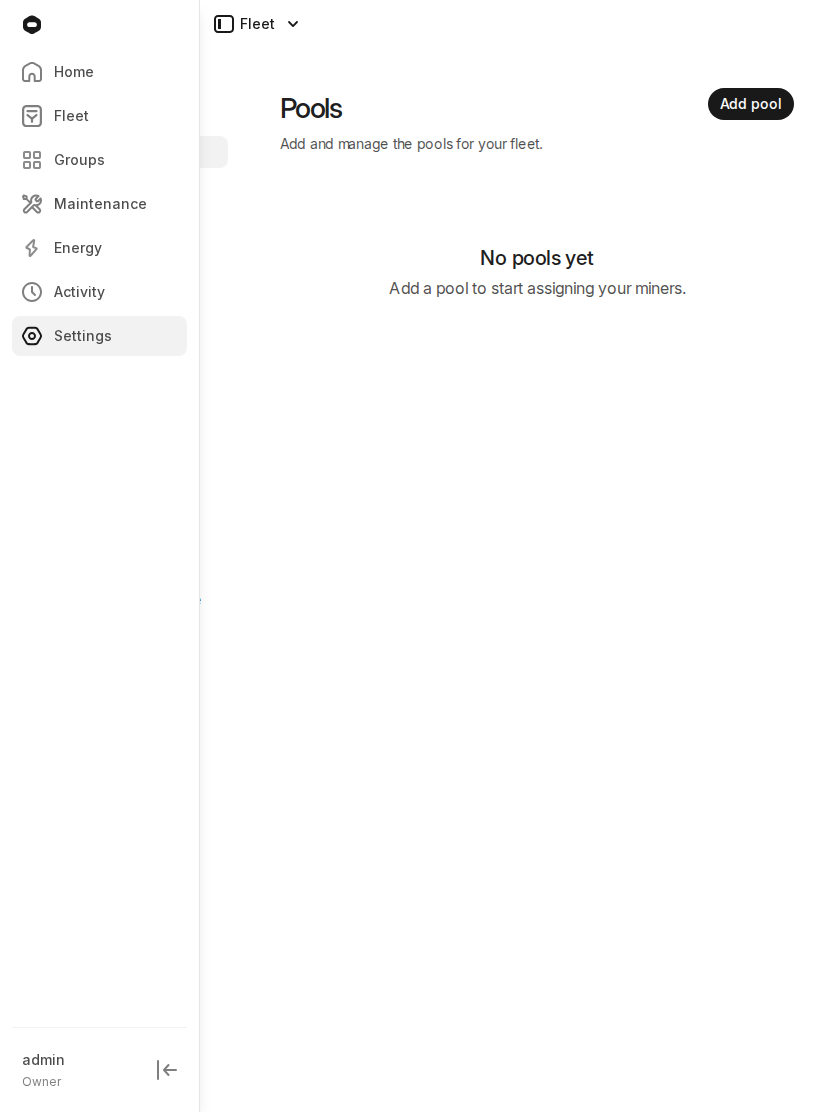 Home
Fleet
Groups
Maintenance
Energy
Activity
Settings
admin
Owner
Fleet
Pools
Add pool
Add and manage the pools for your fleet.
No pools yet
Add a pool to start assigning your miners.